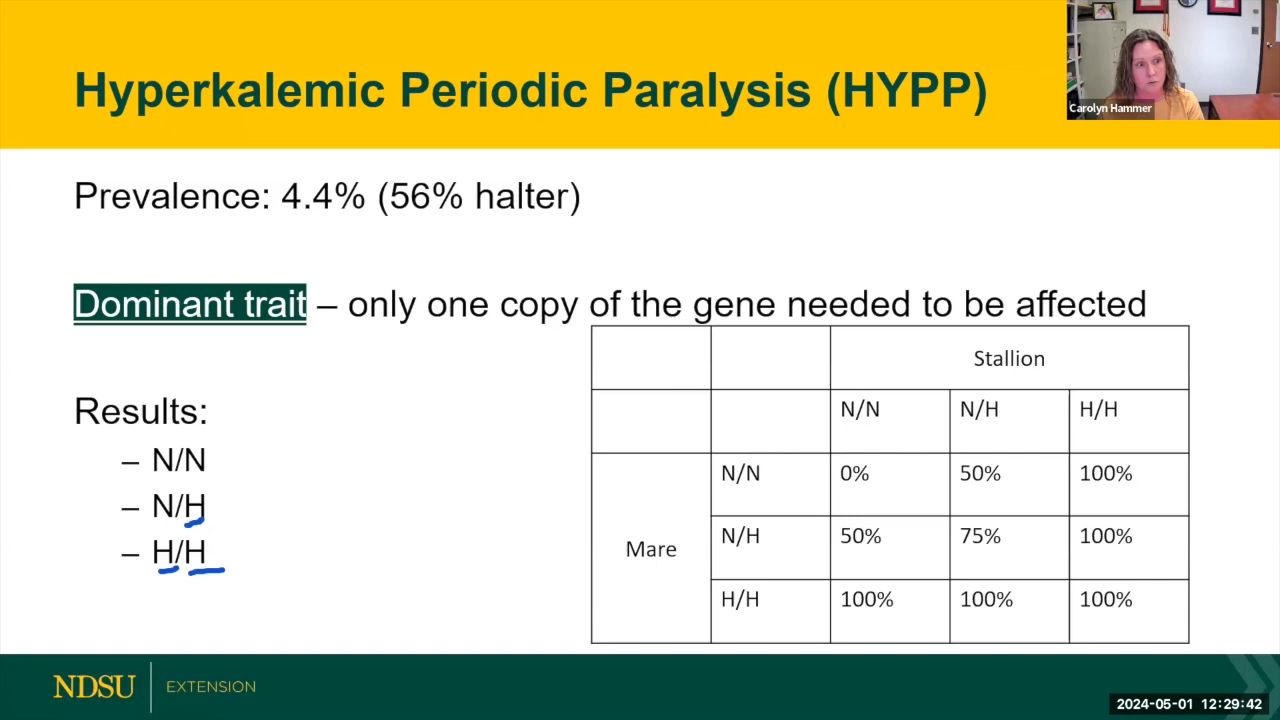 Hyperkalemic Periodic Paralysis (HYPP)
Carolyn Hammer
Prevalence: 4.4% (56% halter)
Dominant trait – only one copy of the gene needed to be affected
Results:
– N/N
– N/H
– H/H
Stallion
N/N N/H H/H
N/N 0% 50% 100%
Mare N/H 50% 75% 100%
H/H 100% 100% 100%
NDSU EXTENSION
2024-05-01 12:29:42